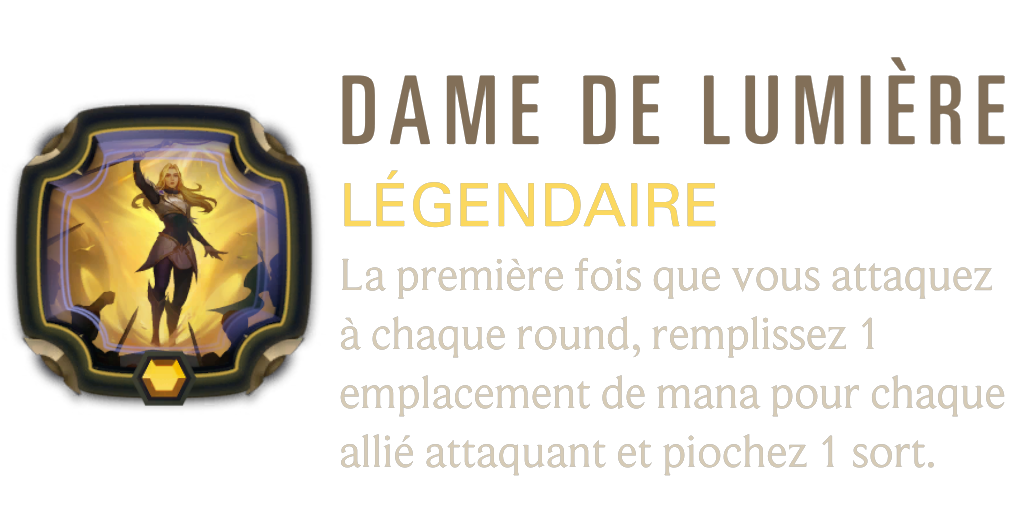 DAME DE LUMIÈRE
LÉGENDAIRE
La première fois que vous attaquez
à chaque round, remplissez 1
emplacement de mana pour chaque
allié attaquant et piochez 1 sort.